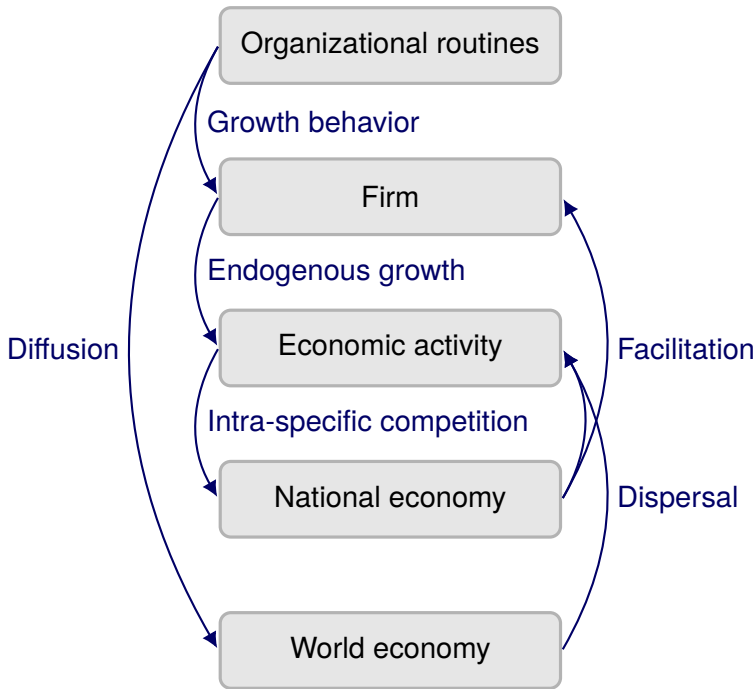 Organizational routines
Growth behavior
Firm
Endogenous growth
Diffusion
Economic activity
Facilitation
Intra-specific competition
National economy
Dispersal
World economy